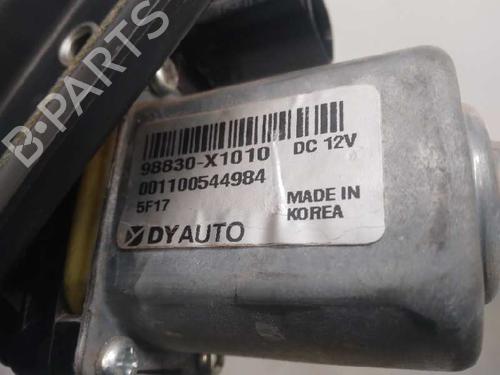 B-PARTS
98830-X1010 DC 12V
001100544984
5F17
MADE IN
KOREA
DYAUTO